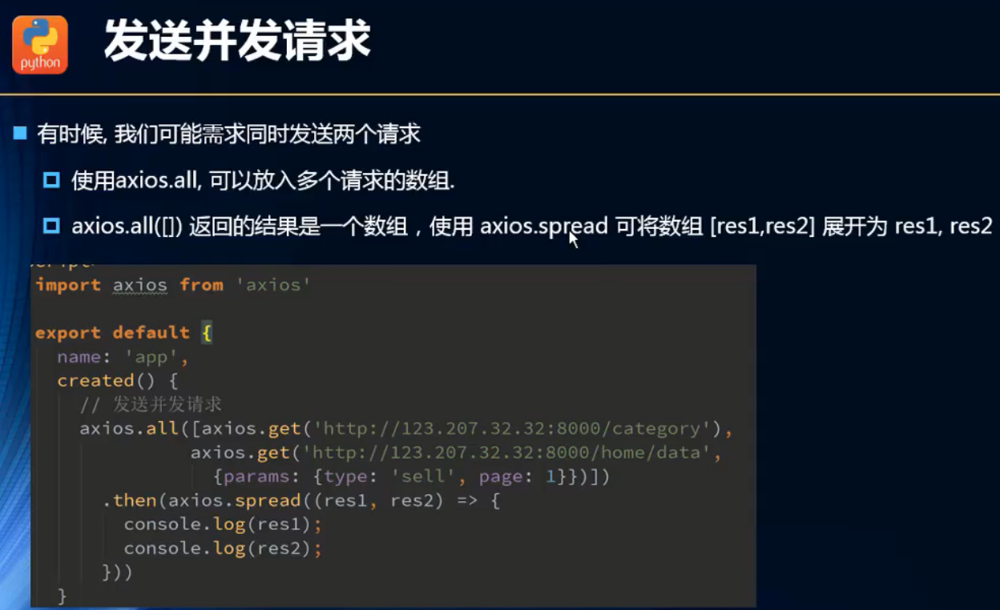 python
发送并发请求
有时候, 我们可能需求同时发送两个请求
使用axios.all, 可以放入多个请求的数组.
axios.all([]) 返回的结果是一个数组，使用 axios.spread 可将数组 [res1,res2] 展开为 res1, res2
import axios from 'axios'
export default {
name: 'app',
created() {
// 发送并发请求
axios.all([axios.get('http://123.207.32.32:8000/category'),
axios.get('http://123.207.32.32:8000/home/data',
{params: {type: 'sell', page: 1}})])
.then(axios.spread((res1, res2) => {
console.log(res1);
console.log(res2);
}))
}